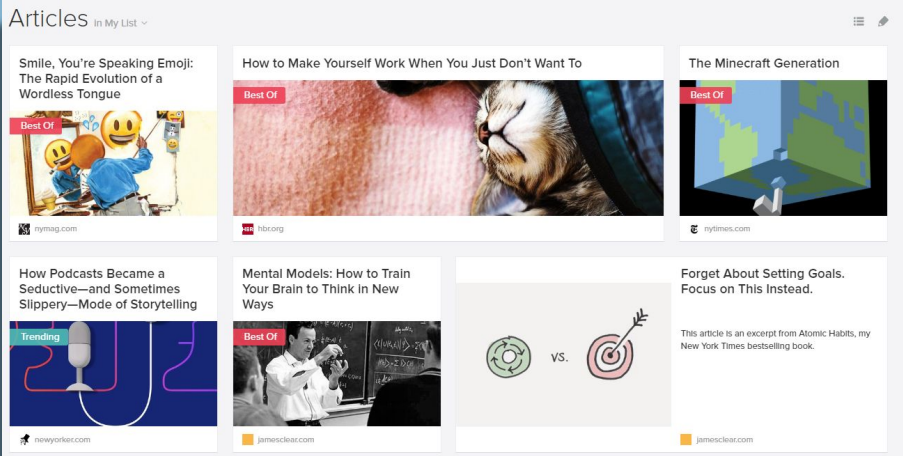 Articles in My List
Smile, You're Speaking Emoji:
The Rapid Evolution of a
Wordless Tongue
Best Of
nymag.com
How to Make Yourself Work When You Just Don't Want To
Best Of
HBR
hbr.org
The Minecraft Generation
Best Of
nytimes.com
How Podcasts Became a
Seductive—and Sometimes
Slippery—Mode of Storytelling
Trending
newyorker.com
Mental Models: How to Train
Your Brain to Think in New
Ways
Best Of
jamesclear.com
VS.
Forget About Setting Goals.
Focus on This Instead.
This article is an excerpt from Atomic Habits, my
New York Times bestselling book.
jamesclear.com